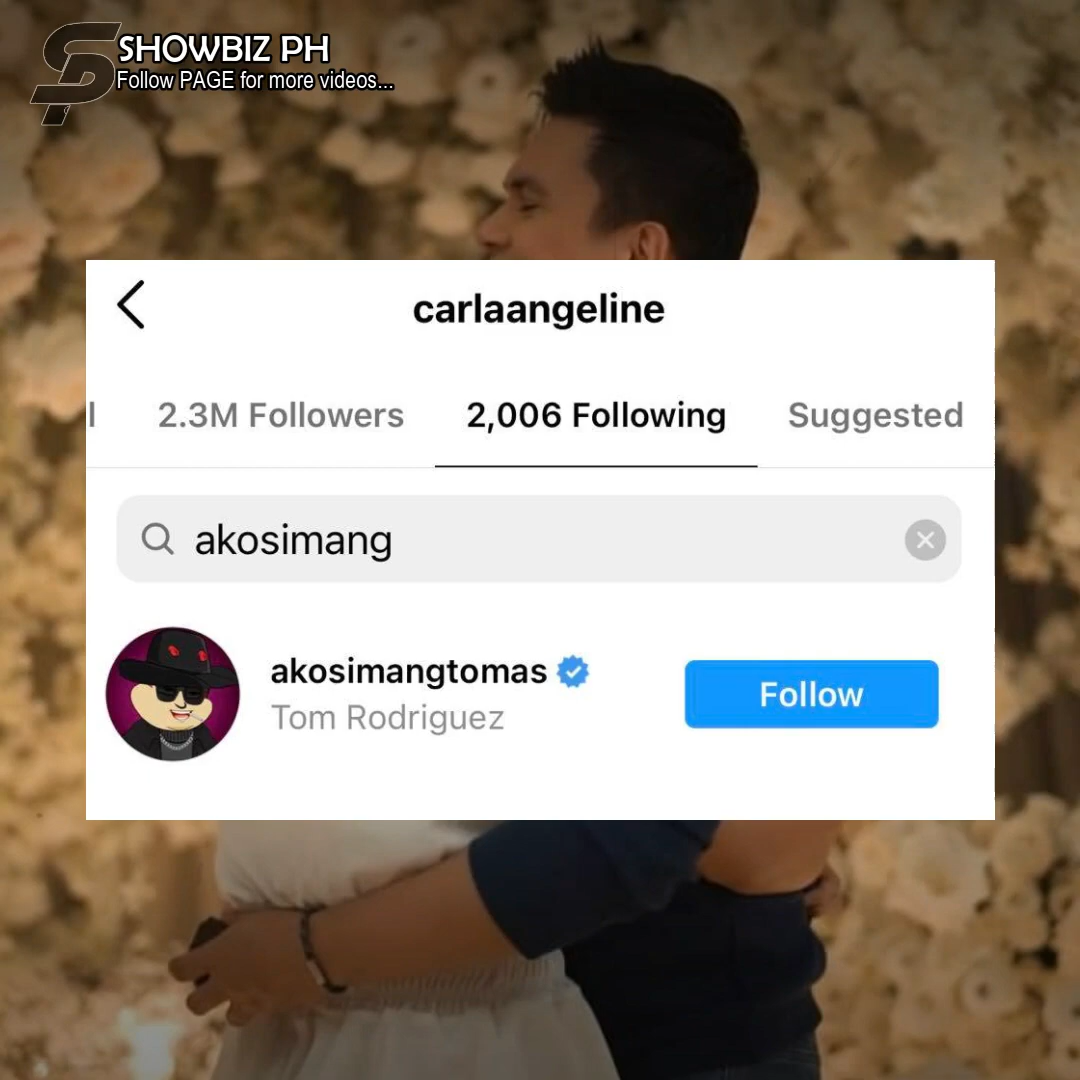 SHOWBIZ PH
Follow PAGE for more videos...
carlaangeline
2.3M Followers
2,006 Following
Suggested
akosimang
akosimangtomas
Tom Rodriguez
Follow